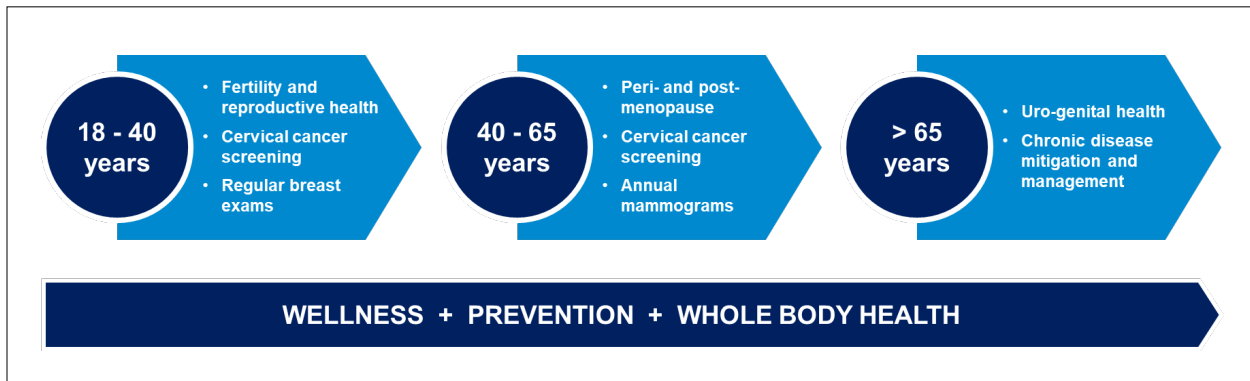 18 - 40
years
• Fertility and
reproductive health
• Cervical cancer
screening
• Regular breast
exams
40 - 65
years
• Peri- and post-
menopause
• Cervical cancer
screening
• Annual
mammograms
> 65
years
• Uro-genital health
• Chronic disease
mitigation and
management
WELLNESS + PREVENTION + WHOLE BODY HEALTH